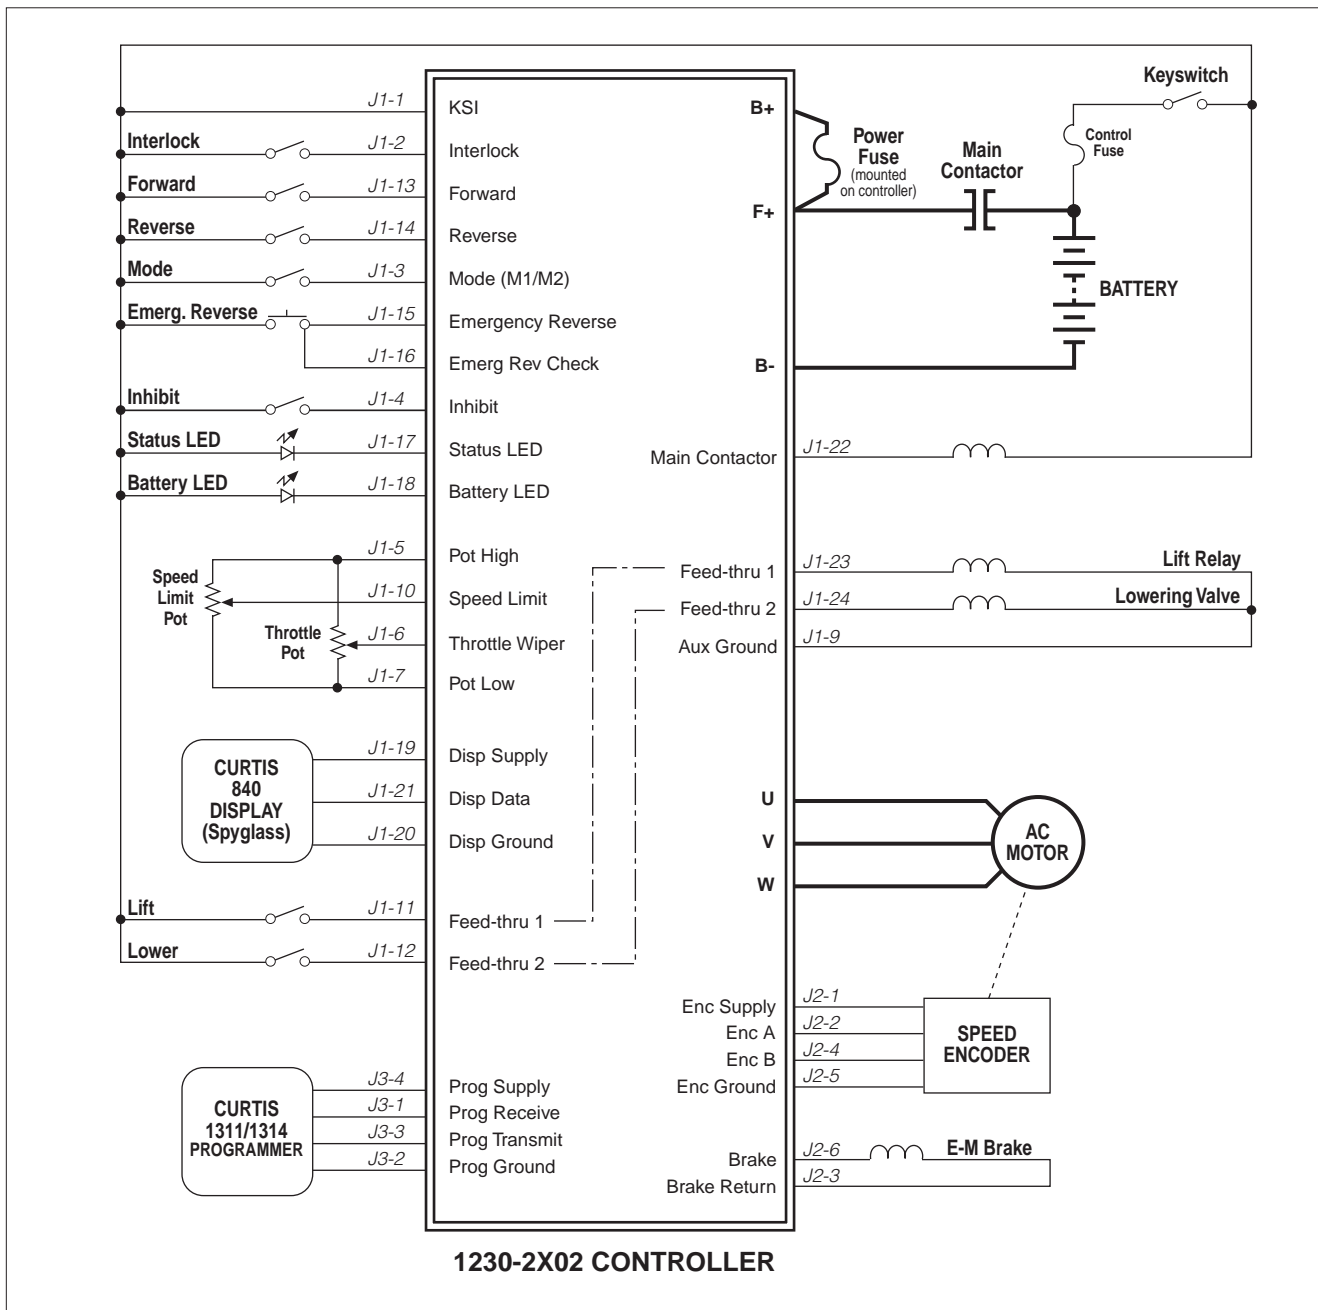 Keyswitch
Control
Fuse
Power
Fuse
(mounted
on controller)
Main
Contactor
BATTERY
J1-1
KSI
Interlock
J1-2
Interlock
Forward
J1-13
Forward
Reverse
J1-14
Reverse
Mode
J1-3
Mode (M1/M2)
Emerg. Reverse
J1-15
Emergency Reverse
J1-16
Emerg Rev Check
Inhibit
J1-4
Inhibit
Status LED
J1-17
Status LED
Battery LED
J1-18
Battery LED
J1-5
Pot High
Speed
Limit
Pot
J1-10
Speed Limit
Throttle
Pot
J1-6
Throttle Wiper
J1-7
Pot Low
CURTIS
840
DISPLAY
(Spyglass)
J1-19
Disp Supply
J1-21
Disp Data
J1-20
Disp Ground
Lift
J1-11
Feed-thru 1
Lower
J1-12
Feed-thru 2
CURTIS
1311/1314
PROGRAMMER
J3-4
Prog Supply
J3-1
Prog Receive
J3-3
Prog Transmit
J3-2
Prog Ground
B+
F+
B-
Main Contactor
J1-22
Feed-thru 1
J1-23
Lift Relay
Feed-thru 2
J1-24
Lowering Valve
Aux Ground
J1-9
U
V
W
AC
MOTOR
Enc Supply
J2-1
Enc A
J2-2
Enc B
J2-4
Enc Ground
J2-5
SPEED
ENCODER
Brake
J2-6
E-M Brake
Brake Return
J2-3
1230-2X02 CONTROLLER